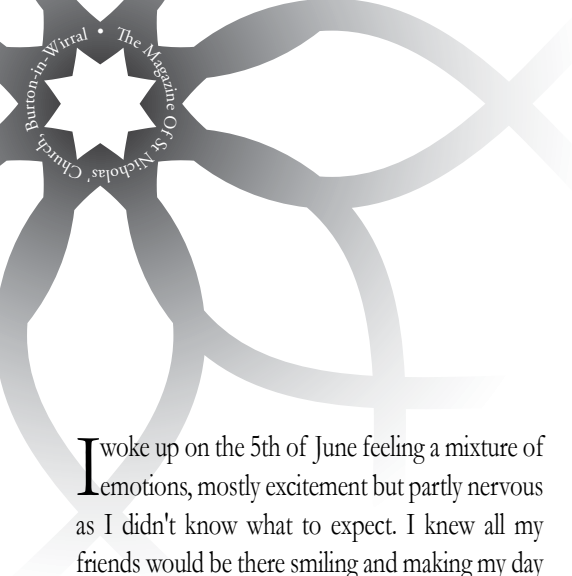 The Magazine Of St Nicholas' Church, Burton-in-Wirral •
I woke up on the 5th of June feeling a mixture of
emotions, mostly excitement but partly nervous
as I didn't know what to expect. I knew all my
friends would be there smiling and making my day